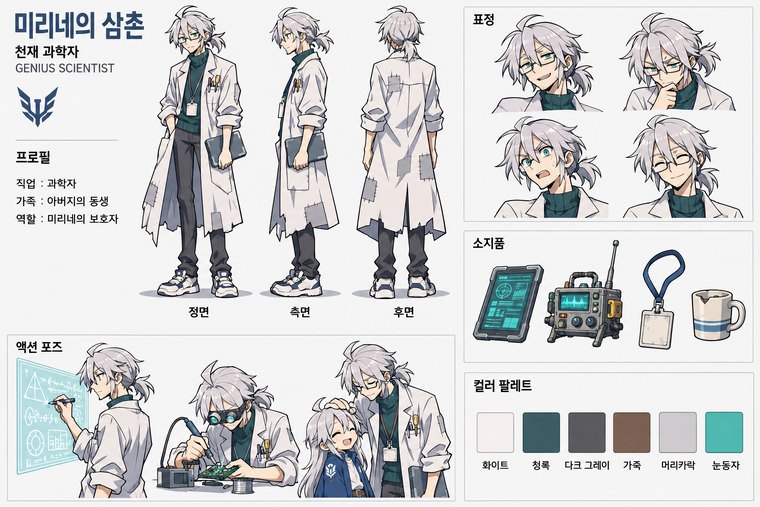 미리네의 삼촌
천재 과학자
GENIUS SCIENTIST
프로필
직업 : 과학자
가족 : 아버지의 동생
역할 : 미리네의 보호자
정면
측면
후면
표정
소지품
액션 포즈
컬러 팔레트
화이트
청록
다크 그레이
가죽
머리카락
눈동자